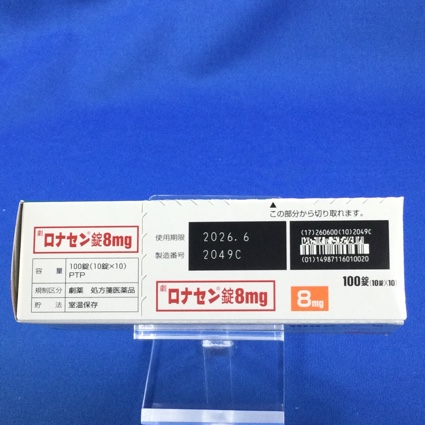 劇 ロナセン®錠8mg
容 量 100錠(10錠×10)
PTP
規制区分 劇薬 処方箋医薬品
貯 法 室温保存
この部分から切り取れます。
使用期限 2026.6
製造番号 2049C
(17)260600(10)2049C
(01)14987116010020
劇 ロナセン®錠8mg
8mg
100錠(10錠×10)